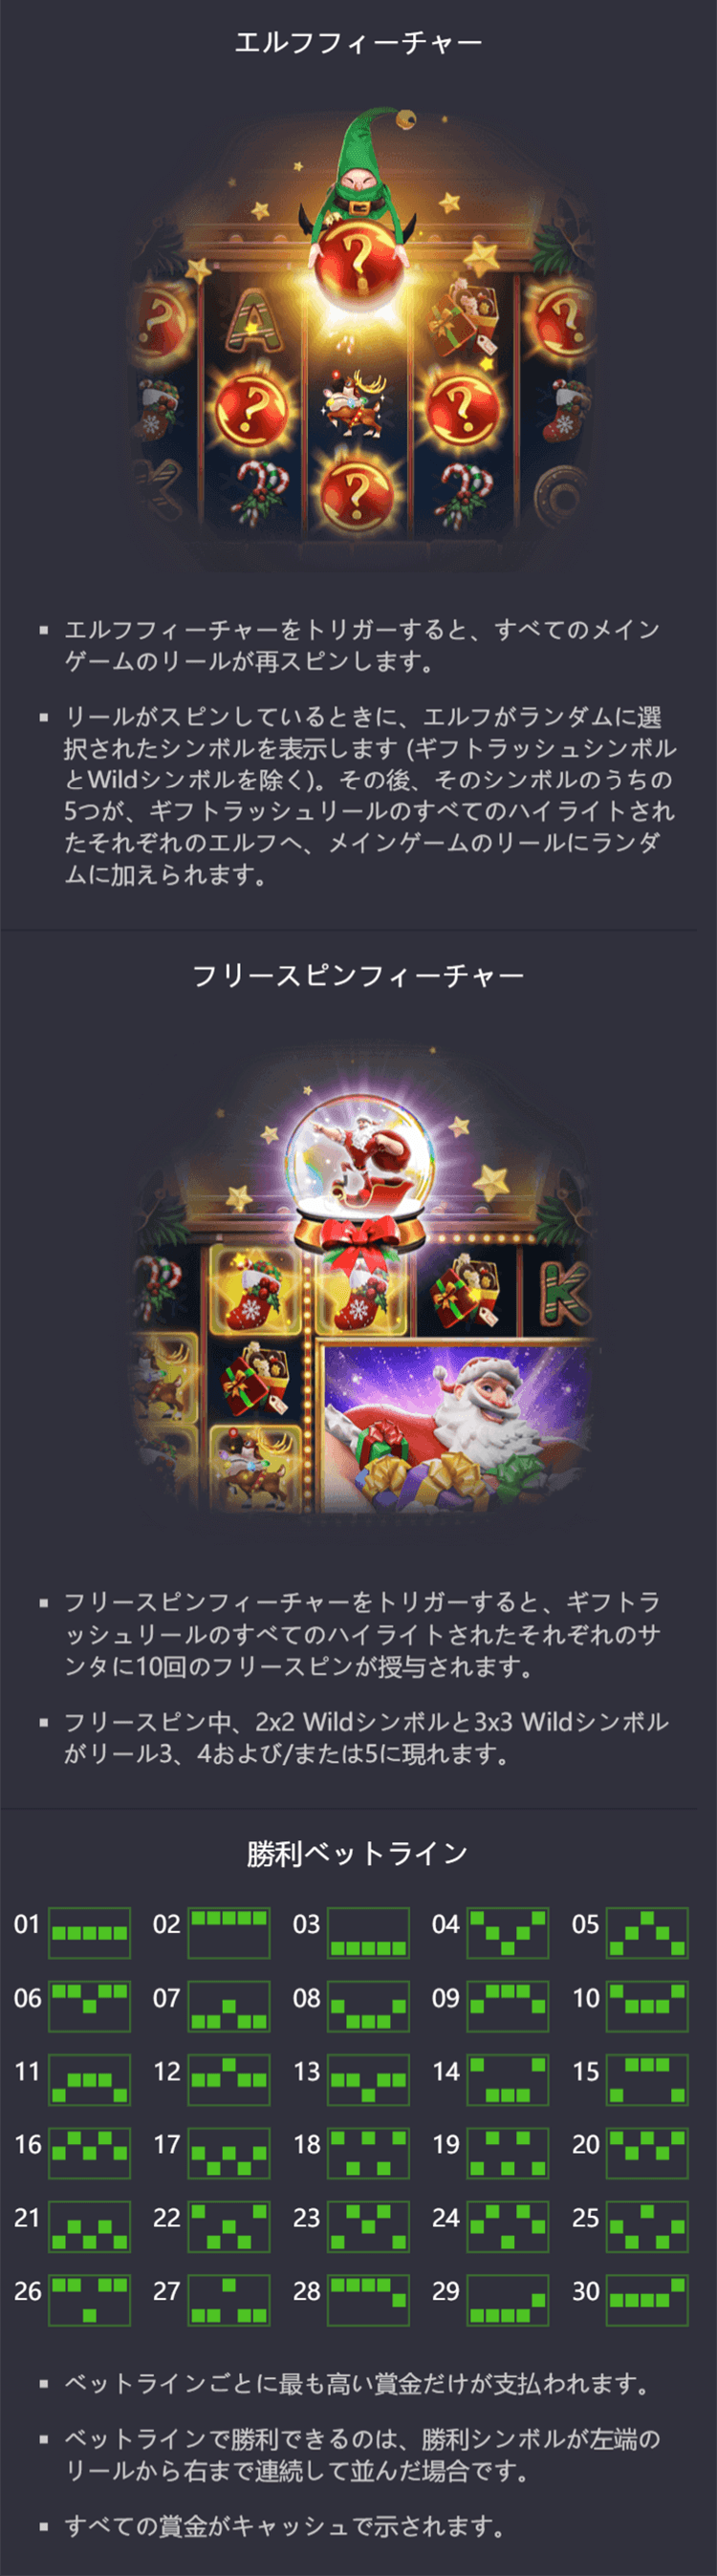 エルフフィーチャー
?
? A ?
? ?
K ? O
■ エルフフィーチャーをトリガーすると、すべてのメイン
ゲームのリールが再スピンします。
■ リールがスピンしているときに、エルフがランダムに選
択されたシンボルを表示します (ギフトラッシュシンボル
とWildシンボルを除く)。その後、そのシンボルのうちの
5つが、ギフトラッシュリールのすべてのハイライトされ
たそれぞれのエルフへ、メインゲームのリールにランダ
ムに加えられます。
フリースピンフィーチャー
K
■ フリースピンフィーチャーをトリガーすると、ギフトラ
ッシュリールのすべてのハイライトされたそれぞれのサ
ンタに10回のフリースピンが授与されます。
■ フリースピン中、2x2 Wildシンボルと3x3 Wildシンボル
がリール3、4および/または5に現れます。
勝利ベットライン
01 02 03 04 05
06 07 08 09 10
11 12 13 14 15
16 17 18 19 20
21 22 23 24 25
26 27 28 29 30
■ ベットラインごとに最も高い賞金だけが支払われます。
■ ベットラインで勝利できるのは、勝利シンボルが左端の
リールから右まで連続して並んだ場合です。
■ すべての賞金がキャッシュで示されます。